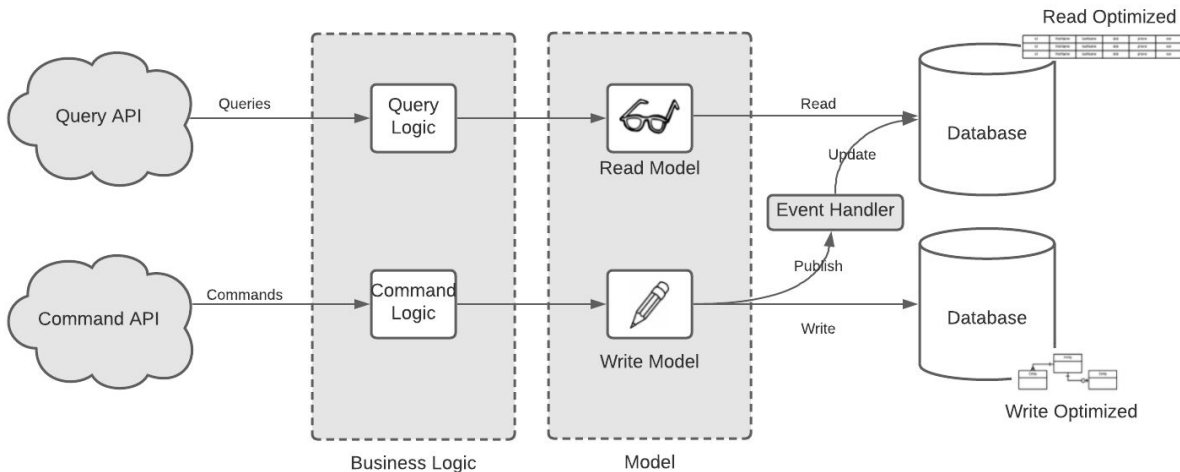 Read Optimized
Query API
Queries
Query
Logic
Read Model
Read
Update
Database
Event Handler
Publish
Command API
Commands
Command
Logic
Write Model
Write
Database
Write Optimized
Business Logic
Model